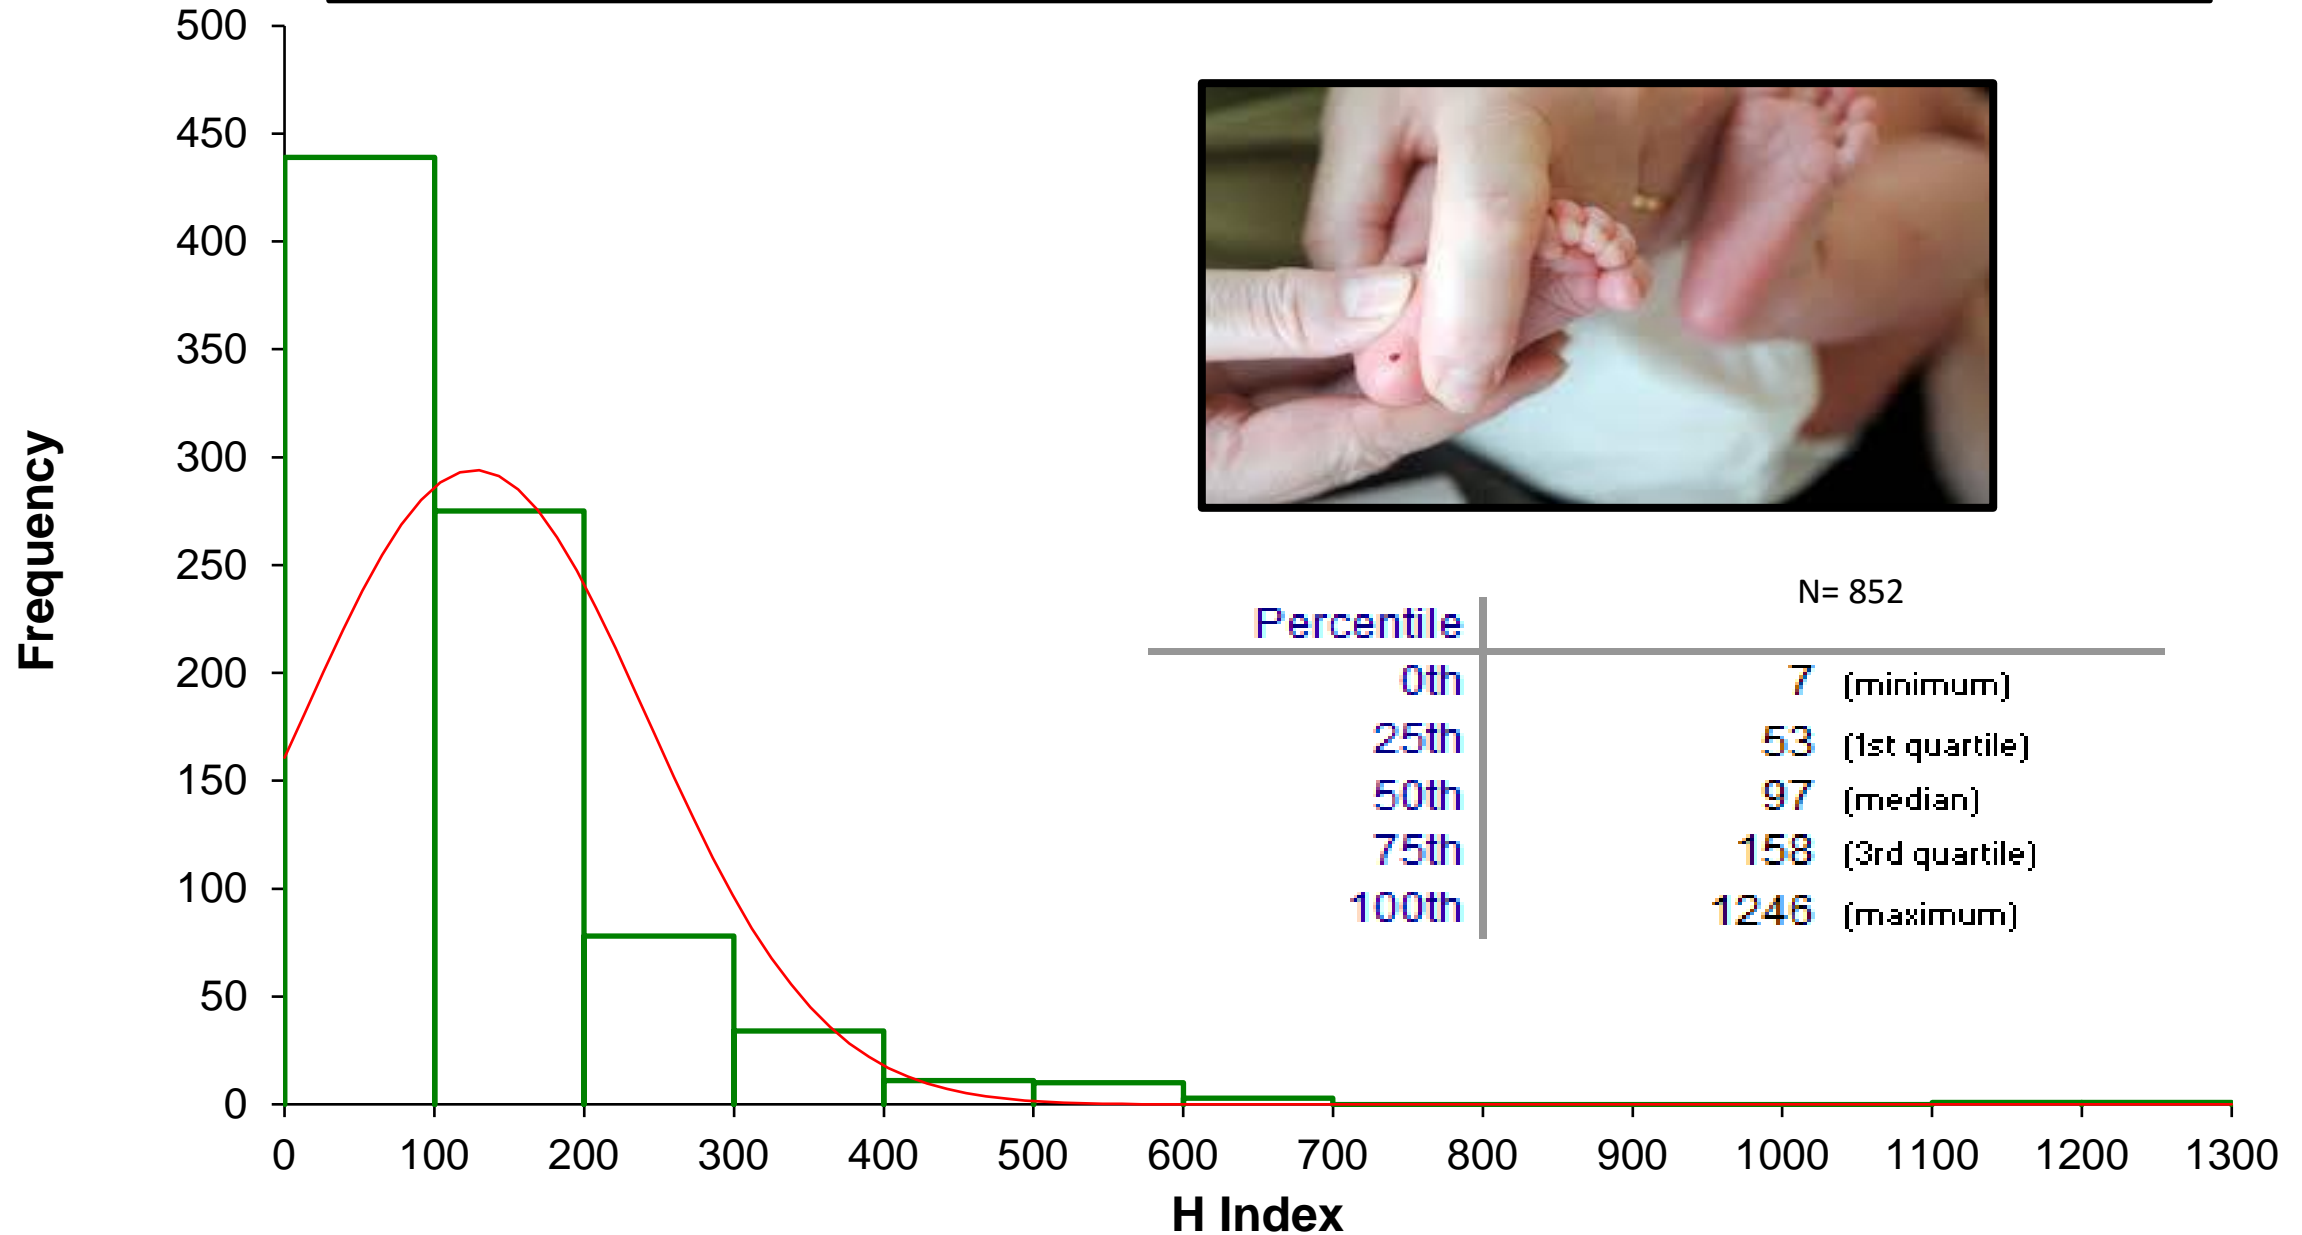 500
450
400
350
300
250
200
150
100
50
0
Frequency
0 100 200 300 400 500 600 700 800 900 1000 1100 1200 1300
H Index
N= 852
Percentile
0th 7 (minimum)
25th 53 (1st quartile)
50th 97 (median)
75th 158 (3rd quartile)
100th 1246 (maximum)